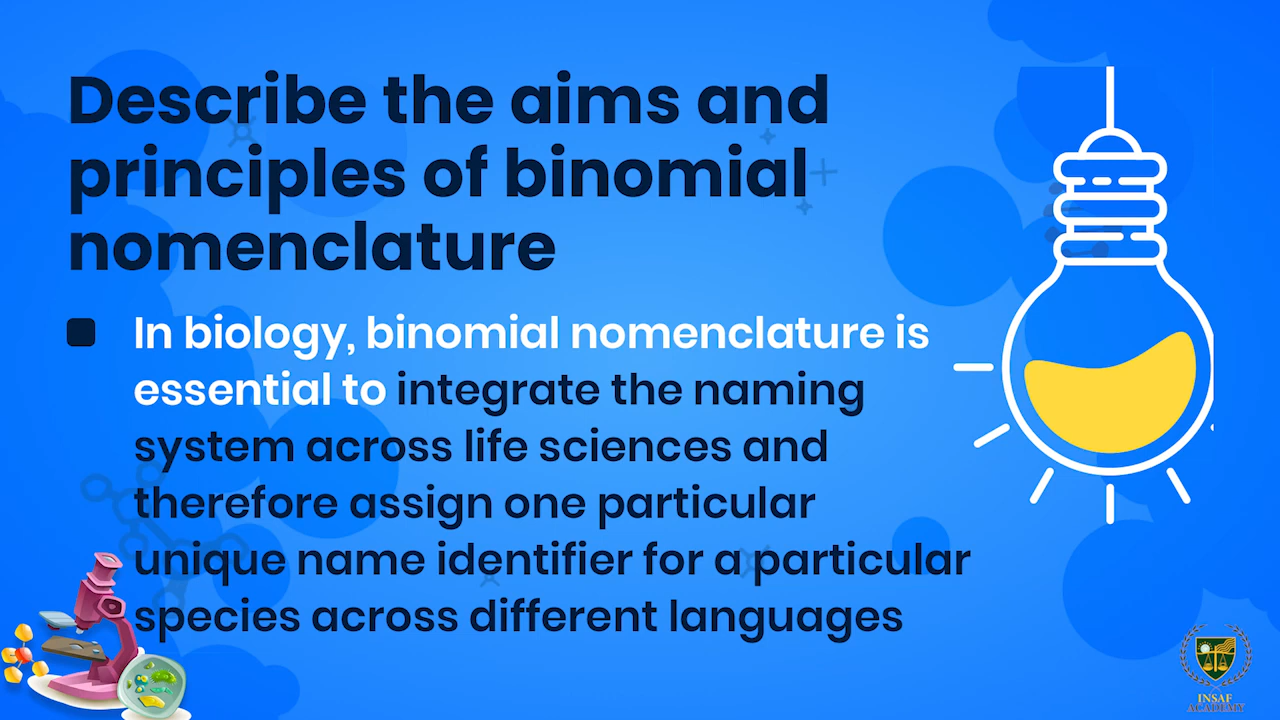 Describe the aims and
principles of binomial
nomenclature
In biology, binomial nomenclature is
essential to integrate the naming
system across life sciences and
therefore assign one particular
unique name identifier for a particular
species across different languages
INSAF
ACADEMY